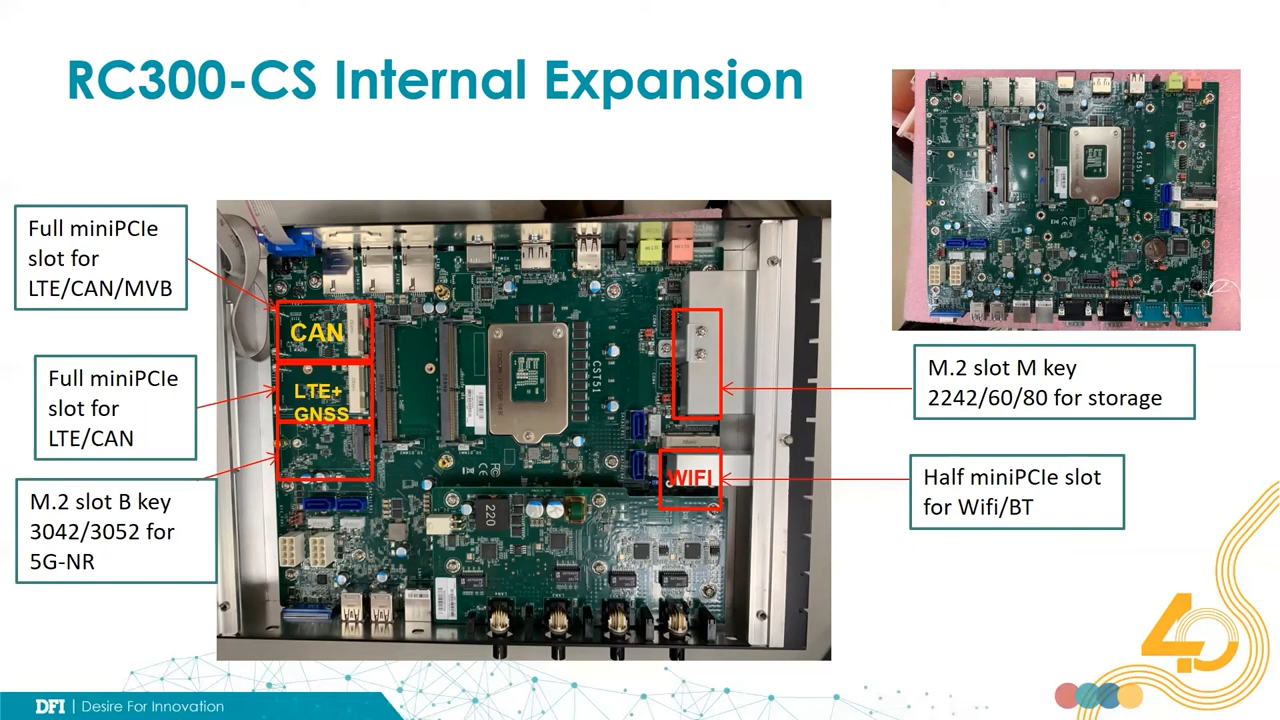 RC300-CS Internal Expansion
Full miniPCIe
slot for
LTE/CAN/MVB
Full miniPCIe
slot for
LTE/CAN
M.2 slot B key
3042/3052 for
5G-NR
CAN
LTE+
GNSS
CST51
220
WIFI
CST51
M.2 slot M key
2242/60/80 for storage
Half miniPCIe slot
for Wifi/BT
40
DFI | Desire For Innovation